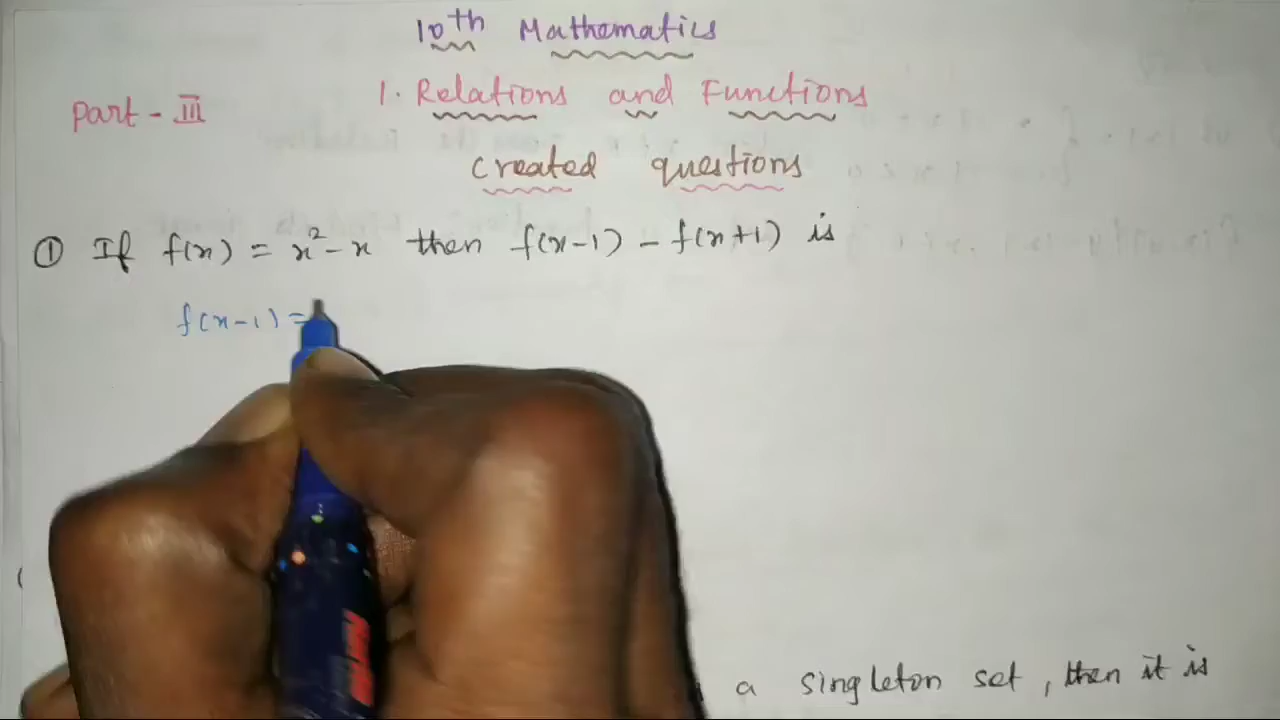 10th Mathematics
1. Relations and Functions
Part - III
created questions
① If f(x) = x² - x then f(x-1) - f(x+1) is
f(x-1) =
a singleton set, then it is